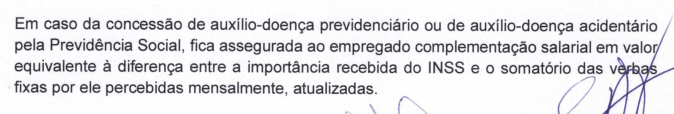 Em caso da concessão de auxílio-doença previdenciário ou de auxílio-doença acidentário
pela Previdência Social, fica assegurada ao empregado complementação salarial em valor
equivalente à diferença entre a importância recebida do INSS e o somatório das verbas
fixas por ele percebidas mensalmente, atualizadas.